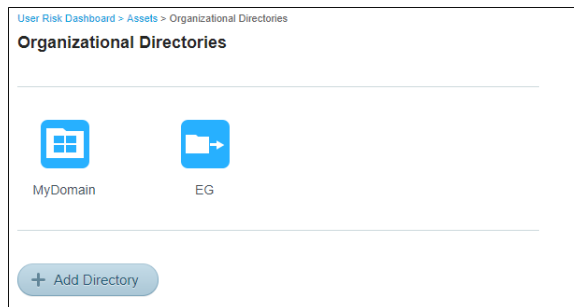 User Risk Dashboard > Assets > Organizational Directories
Organizational Directories
MyDomain
EG
+ Add Directory